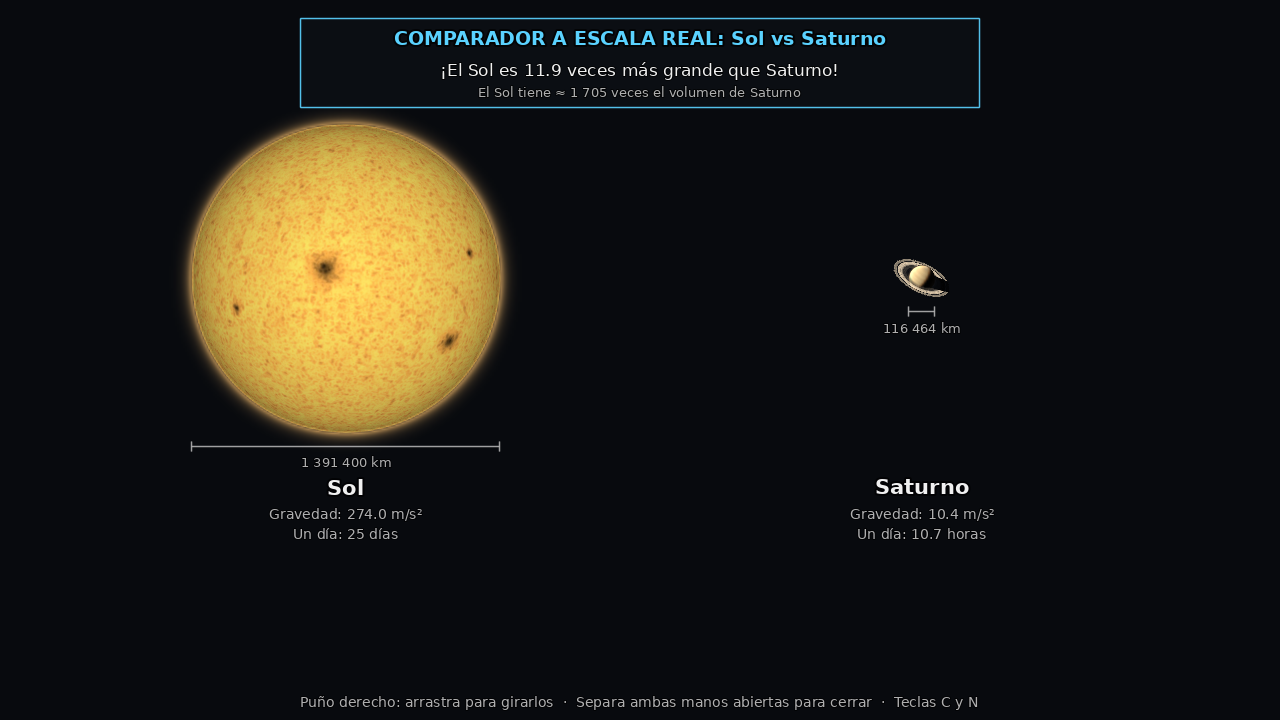 COMPARADOR A ESCALA REAL: Sol vs Saturno
¡El Sol es 11.9 veces más grande que Saturno!
El Sol tiene ≈ 1 705 veces el volumen de Saturno
116 464 km
1 391 400 km
Sol
Gravedad: 274.0 m/s²
Un día: 25 días
Saturno
Gravedad: 10.4 m/s²
Un día: 10.7 horas
Puño derecho: arrastra para girarlos · Separa ambas manos abiertas para cerrar · Teclas C y N